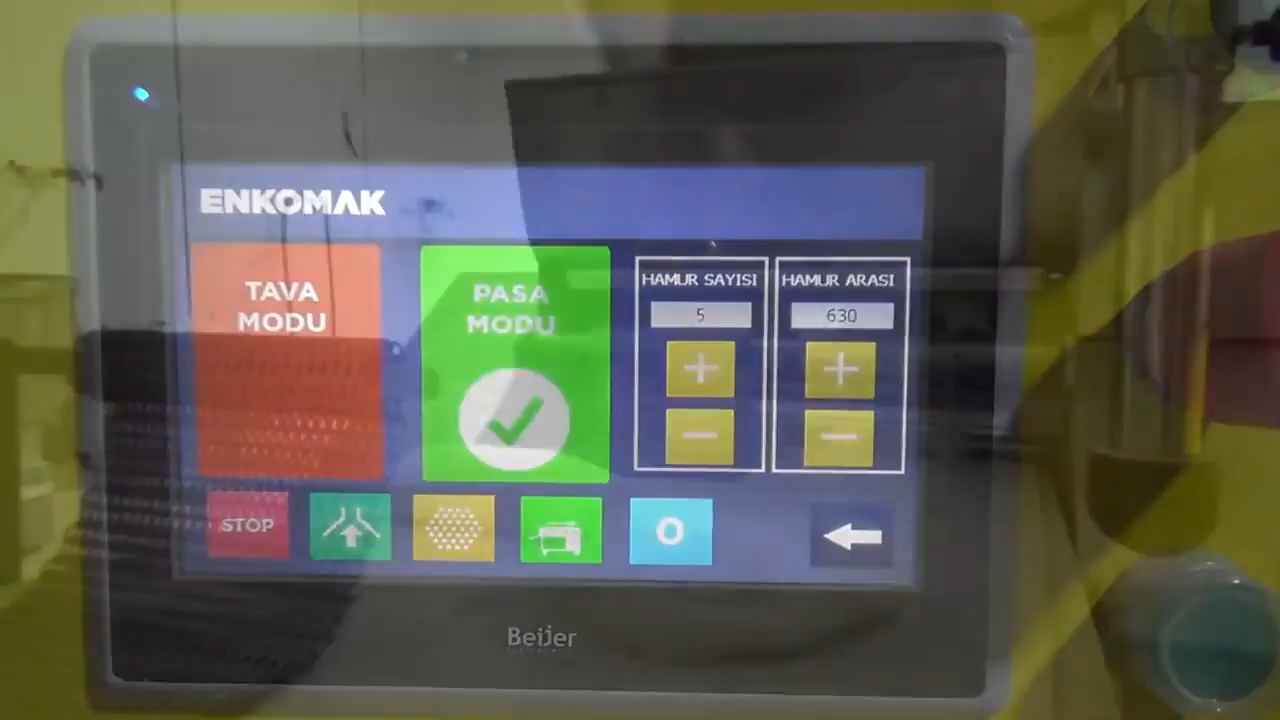 ENKOMAK
TAVA
MODU
PASA
MODU
HAMUR SAYISI
5
HAMUR ARASI
630
STOP
0
Beijer